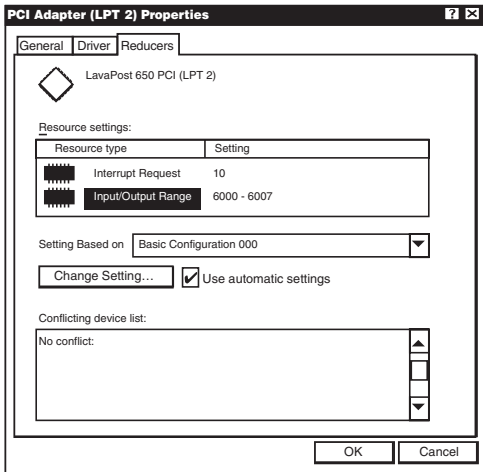 PCI Adapter (LPT 2) Properties ? X
General Driver Reducers
LavaPost 650 PCI (LPT 2)
Resource settings:
Resource type Setting
Interrupt Request 10
Input/Output Range 6000 - 6007
Setting Based on Basic Configuration 000
Change Setting... Use automatic settings
Conflicting device list:
No conflict:
OK Cancel